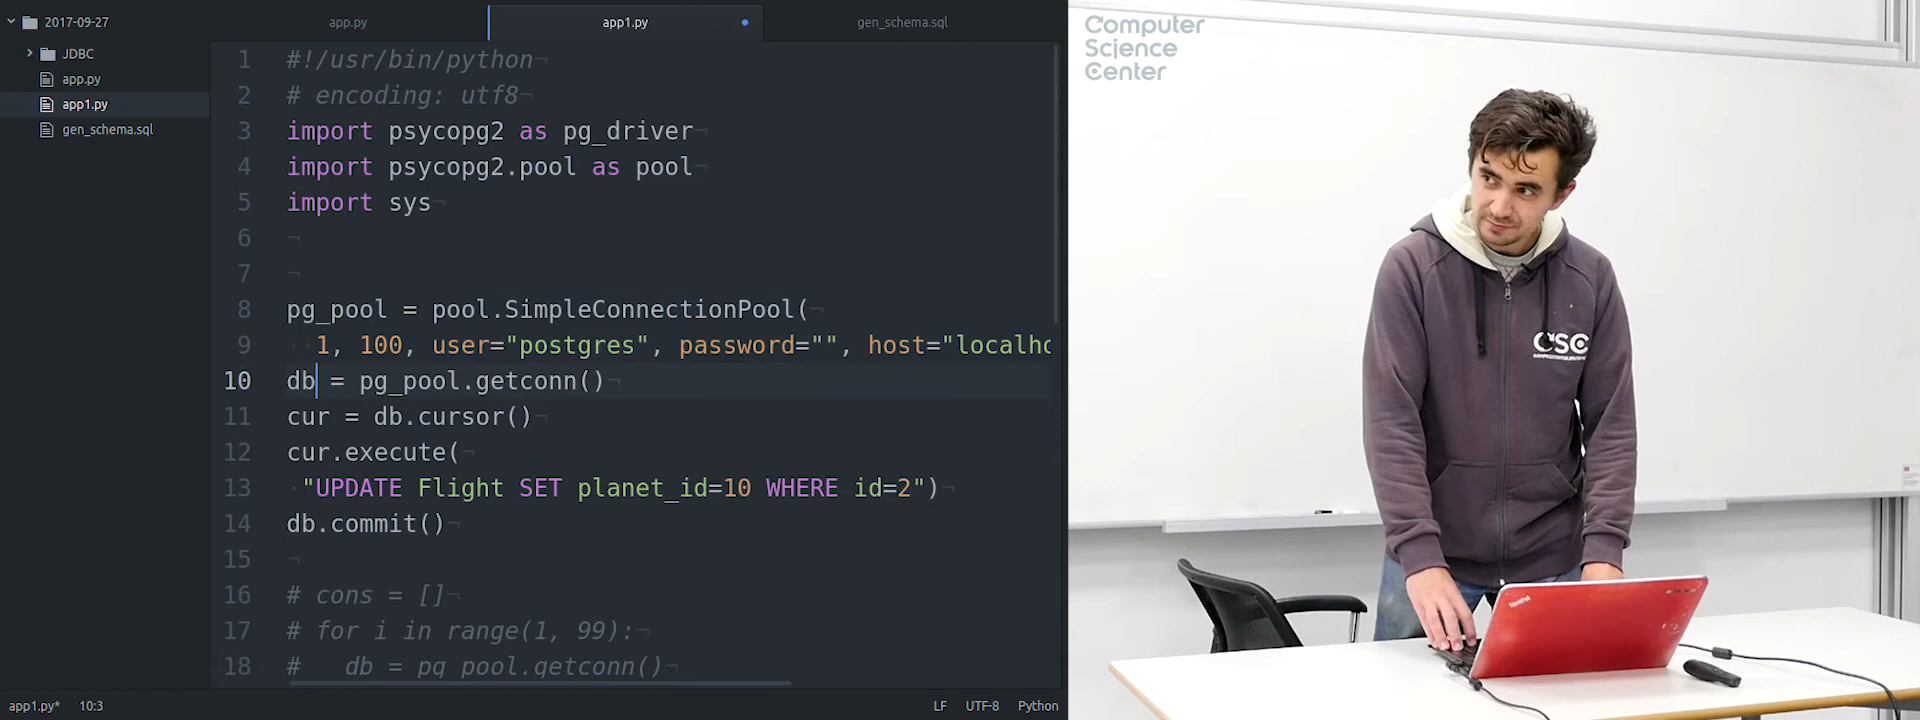 2017-09-27
JDBC
app.py
app1.py
gen_schema.sql
app.py
app1.py
gen_schema.sql
1 #!/usr/bin/python
2 # encoding: utf8
3 import psycopg2 as pg_driver
4 import psycopg2.pool as pool
5 import sys
6
7
8 pg_pool = pool.SimpleConnectionPool(
9 1, 100, user="postgres", password="", host="localho
10 db = pg_pool.getconn()
11 cur = db.cursor()
12 cur.execute(
13 "UPDATE Flight SET planet_id=10 WHERE id=2")
14 db.commit()
15
16 # cons = []
17 # for i in range(1, 99):
18 # db = pg_pool.getconn()
app1.py* 10:3
LF UTF-8 Python
Computer
Science
Center
CSC
ThinkPad